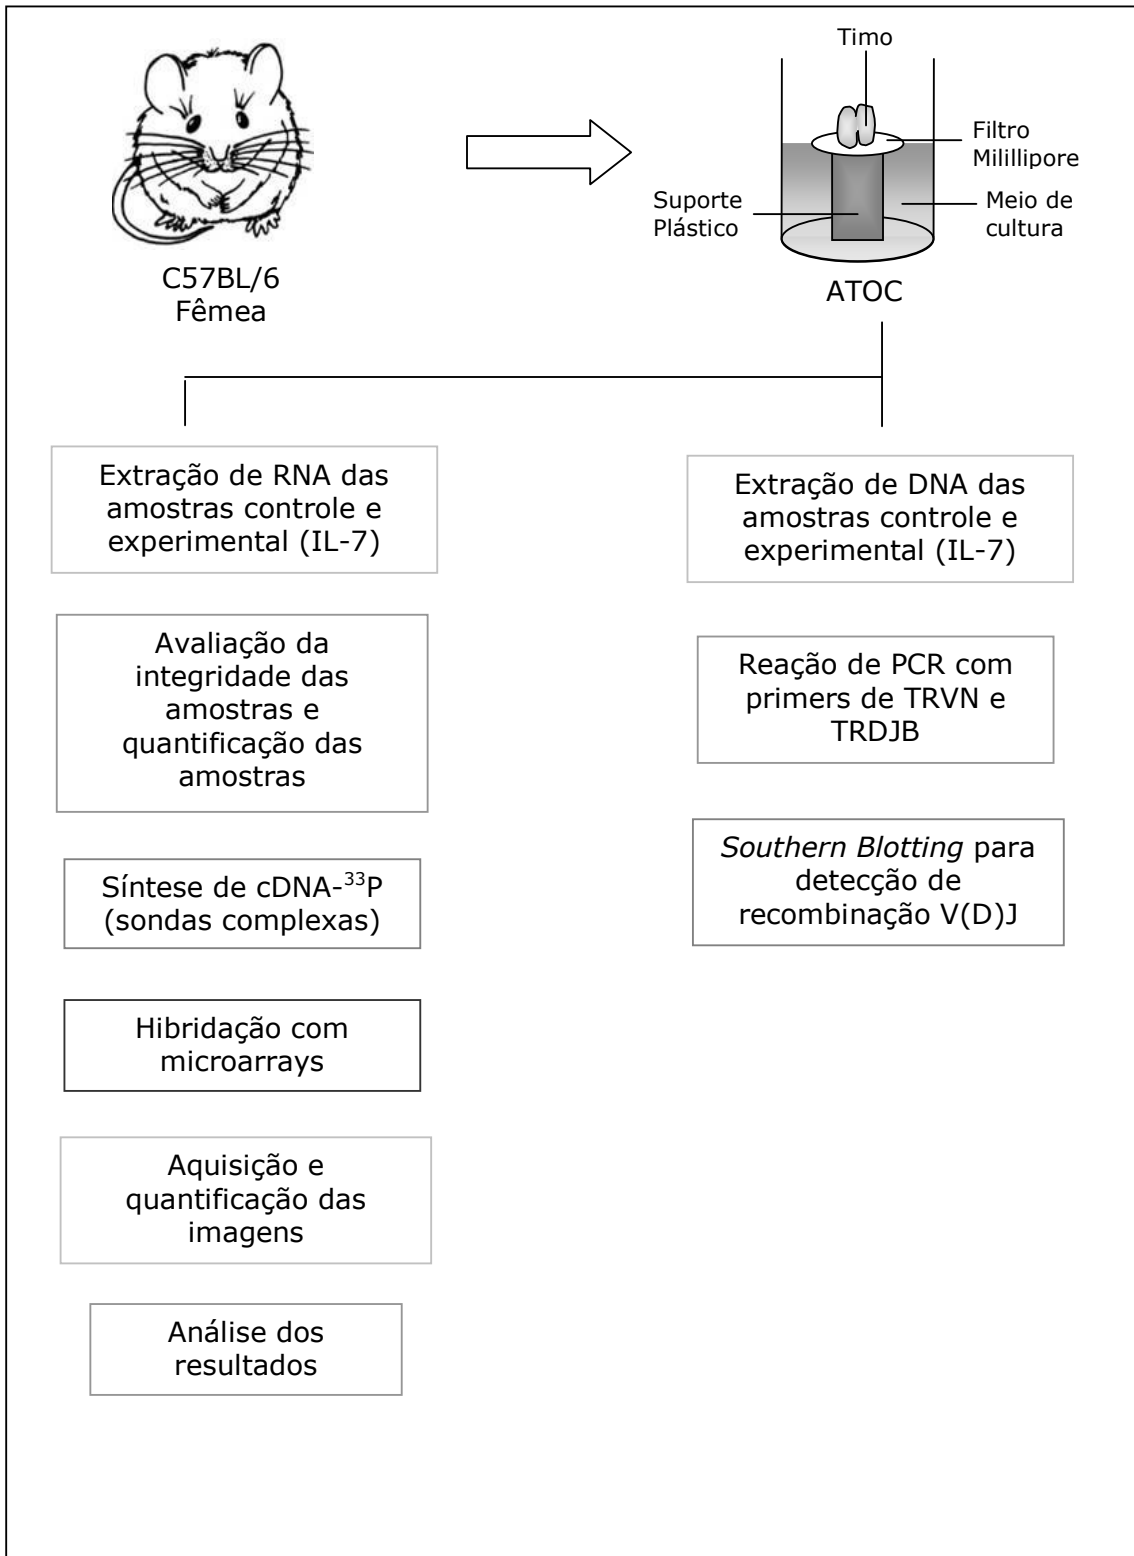 C57BL/6
Fêmea
Timo
Filtro
Milillipore
Suporte
Plástico
Meio de
cultura
ATOC
Extração de RNA das
amostras controle e
experimental (IL-7)
Avaliação da
integridade das
amostras e
quantificação das
amostras
Síntese de cDNA-³³P
(sondas complexas)
Hibridação com
microarrays
Aquisição e
quantificação das
imagens
Análise dos
resultados
Extração de DNA das
amostras controle e
experimental (IL-7)
Reação de PCR com
primers de TRVN e
TRDJB
Southern Blotting para
detecção de
recombinação V(D)J